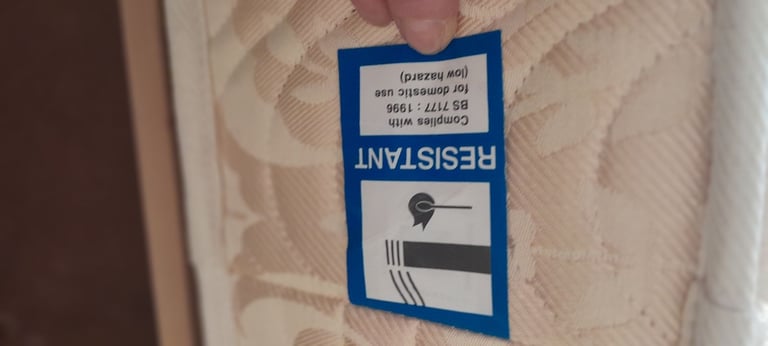 RESISTANT
Complies with
BS 7177 : 1996
for domestic use
(low hazard)